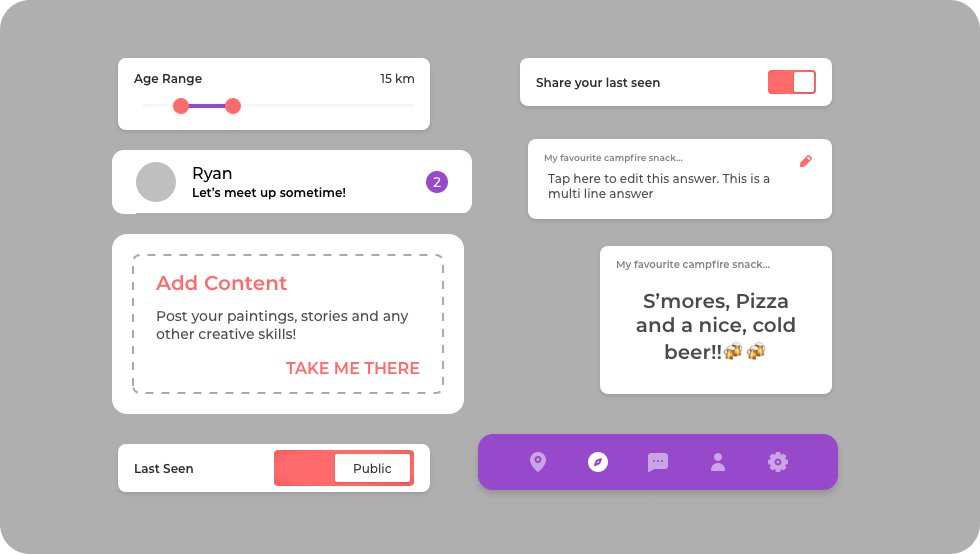 Age Range
15 km
Ryan
Let’s meet up sometime!
2
Add Content
Post your paintings, stories and any
other creative skills!
TAKE ME THERE
Last Seen
Public
Share your last seen
My favourite campfire snack...
Tap here to edit this answer. This is a
multi line answer
My favourite campfire snack...
S’mores, Pizza
and a nice, cold
beer!!🍻🍻